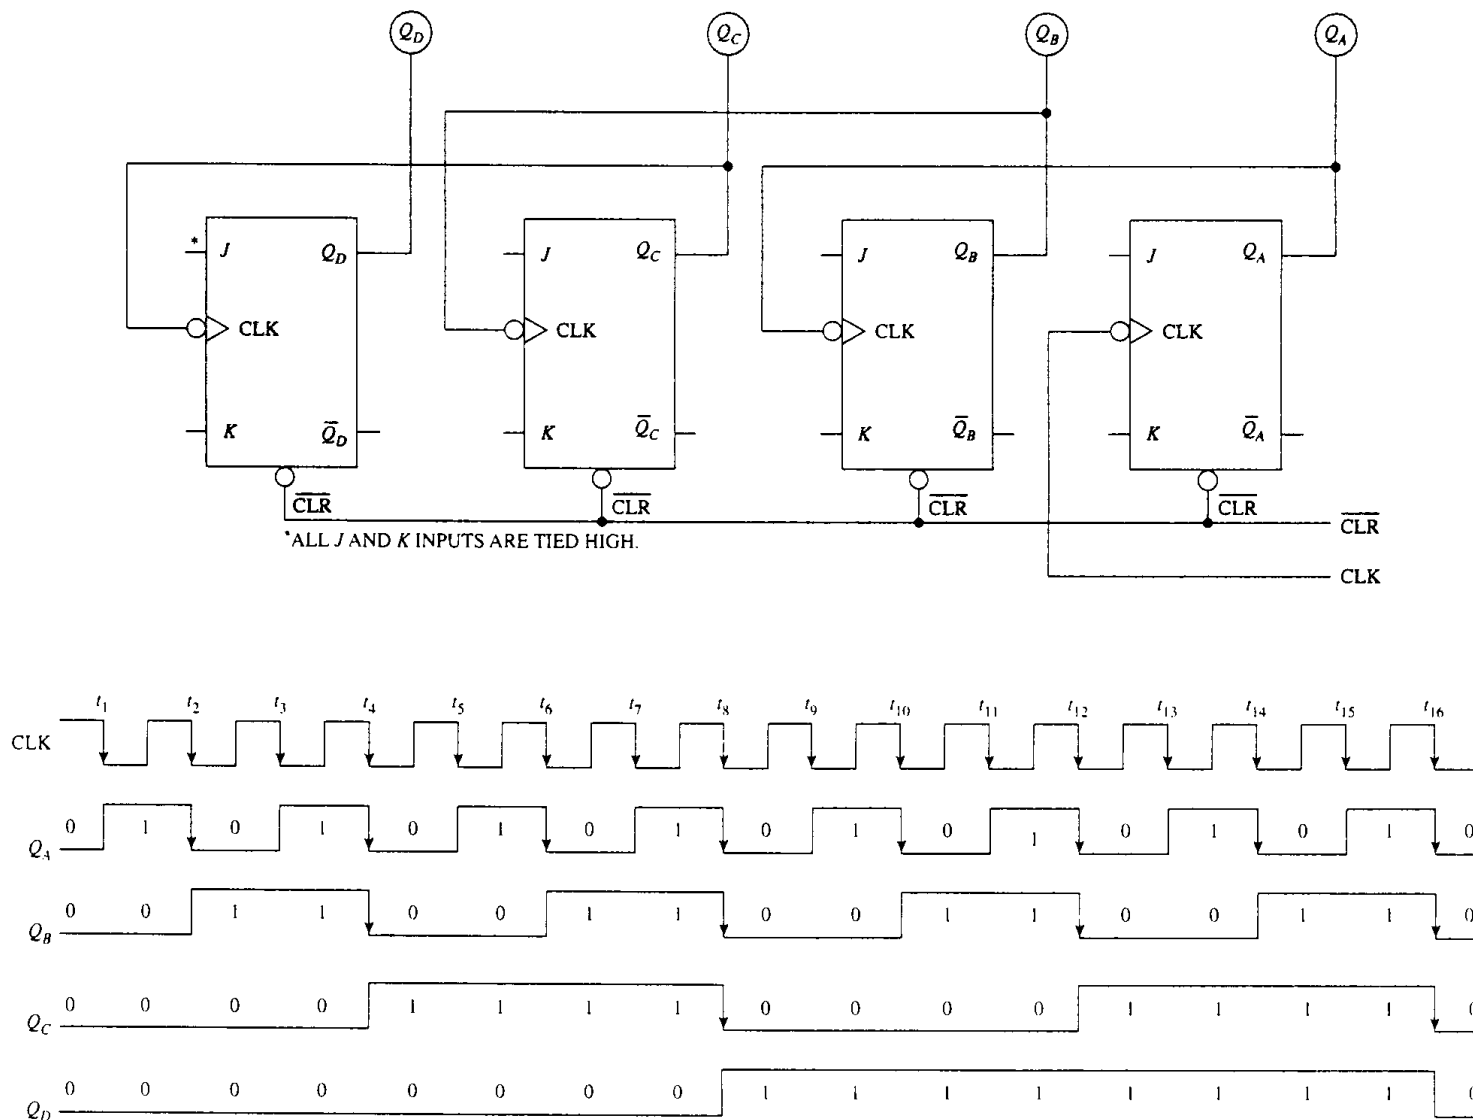 Q_D Q_C Q_B Q_A
* J Q_D J Q_C J Q_B J Q_A
CLK CLK CLK CLK
K Q̅_D K Q̅_C K Q̅_B K Q̅_A
C̅L̅R̅ C̅L̅R̅ C̅L̅R̅ C̅L̅R̅ C̅L̅R̅
*ALL J AND K INPUTS ARE TIED HIGH.
CLK
t₁ t₂ t₃ t₄ t₅ t₆ t₇ t₈ t₉ t₁₀ t₁₁ t₁₂ t₁₃ t₁₄ t₁₅ t₁₆
CLK
0 1 0 1 0 1 0 1 0 1 0 1 0 1 0 1 0
Q_A
0 0 1 1 0 0 1 1 0 0 1 1 0 0 1 1 0
Q_B
0 0 0 0 1 1 1 1 0 0 0 0 1 1 1 1 0
Q_C
0 0 0 0 0 0 0 0 1 1 1 1 1 1 1 1 0
Q_D